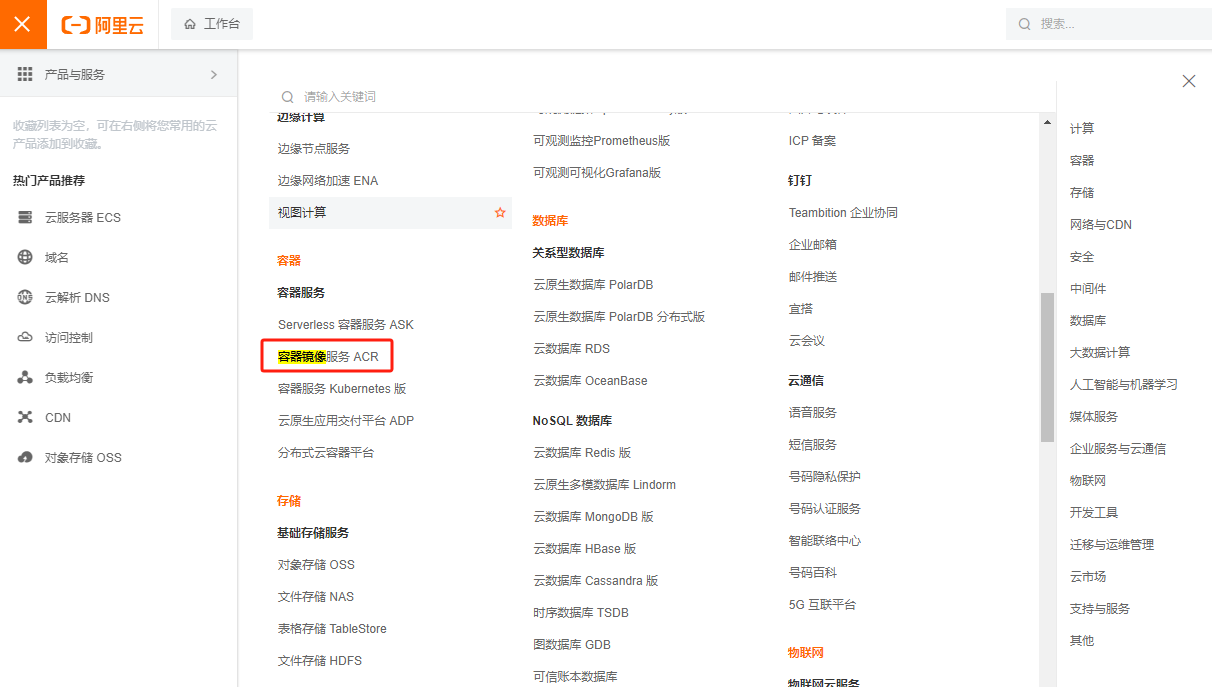 阿里云
工作台
搜索...
产品与服务
收藏列表为空，可在右侧将您常用的云
产品添加到收藏。
热门产品推荐
云服务器 ECS
域名
云解析 DNS
访问控制
负载均衡
CDN
对象存储 OSS
请输入关键词
边缘计算
边缘节点服务
边缘网络加速 ENA
视图计算
容器
容器服务
Serverless 容器服务 ASK
容器镜像服务 ACR
容器服务 Kubernetes 版
云原生应用交付平台 ADP
分布式云容器平台
存储
基础存储服务
对象存储 OSS
文件存储 NAS
表格存储 TableStore
文件存储 HDFS
可观测监控Prometheus版
可观测可视化Grafana版
数据库
关系型数据库
云原生数据库 PolarDB
云原生数据库 PolarDB 分布式版
云数据库 RDS
云数据库 OceanBase
NoSQL 数据库
云数据库 Redis 版
云原生多模数据库 Lindorm
云数据库 MongoDB 版
云数据库 HBase 版
云数据库 Cassandra 版
时序数据库 TSDB
图数据库 GDB
可信账本数据库
ICP 备案
钉钉
Teambition 企业协同
企业邮箱
邮件推送
宜搭
云会议
云通信
语音服务
短信服务
号码隐私保护
号码认证服务
智能联络中心
号码百科
5G 互联平台
物联网
物联网云服务
计算
容器
存储
网络与CDN
安全
中间件
数据库
大数据计算
人工智能与机器学习
媒体服务
企业服务与云通信
物联网
开发工具
迁移与运维管理
云市场
支持与服务
其他